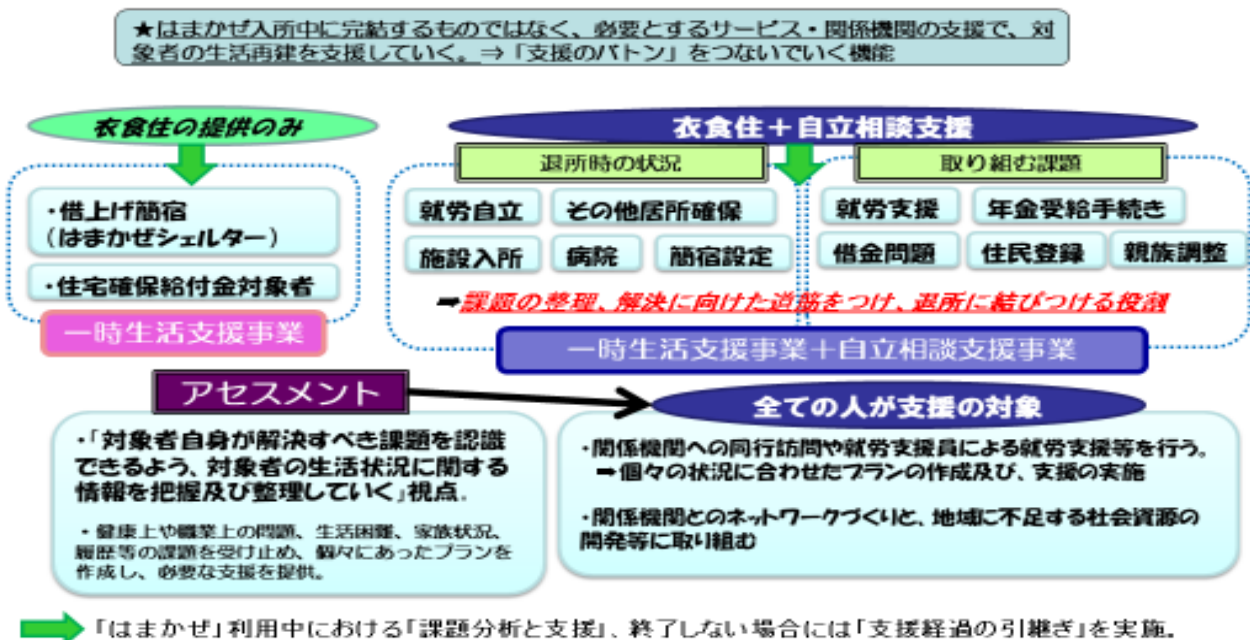 ★はまかぜ入所中に完結するものではなく、必要とするサービス・関係機関の支援で、対
象者の生活再建を支援していく。⇒「支援のバトン」をつないでいく機能
衣食住の提供のみ
・借上げ簡宿
(はまかぜシェルター)
・住宅確保給付金対象者
一時生活支援事業
衣食住+自立相談支援
退所時の状況
就労自立
その他居所確保
施設入所
病院
簡宿設定
取り組む課題
就労支援
年金受給手続き
借金問題
住民登録
親族調整
➡課題の整理、解決に向けた道筋をつけ、退所に結びつける役割
一時生活支援事業+自立相談支援事業
アセスメント
・「対象者自身が解決すべき課題を認識
できるよう、対象者の生活状況に関する
情報を把握及び整理していく」視点.
・健康上や職業上の問題、生活困難、家族状況、
履歴等の課題を受け止め、個々にあったプランを
作成し、必要な支援を提供。
全ての人が支援の対象
・関係機関への同行訪問や就労支援員による就労支援等を行う。
➡個々の状況に合わせたプランの作成及び、支援の実施
・関係機関とのネットワークづくりと、地域に不足する社会資源の
開発等に取り組む
「はまかぜ」利用中における「課題分析と支援」、終了しない場合には「支援経過の引継ぎ」を実施。